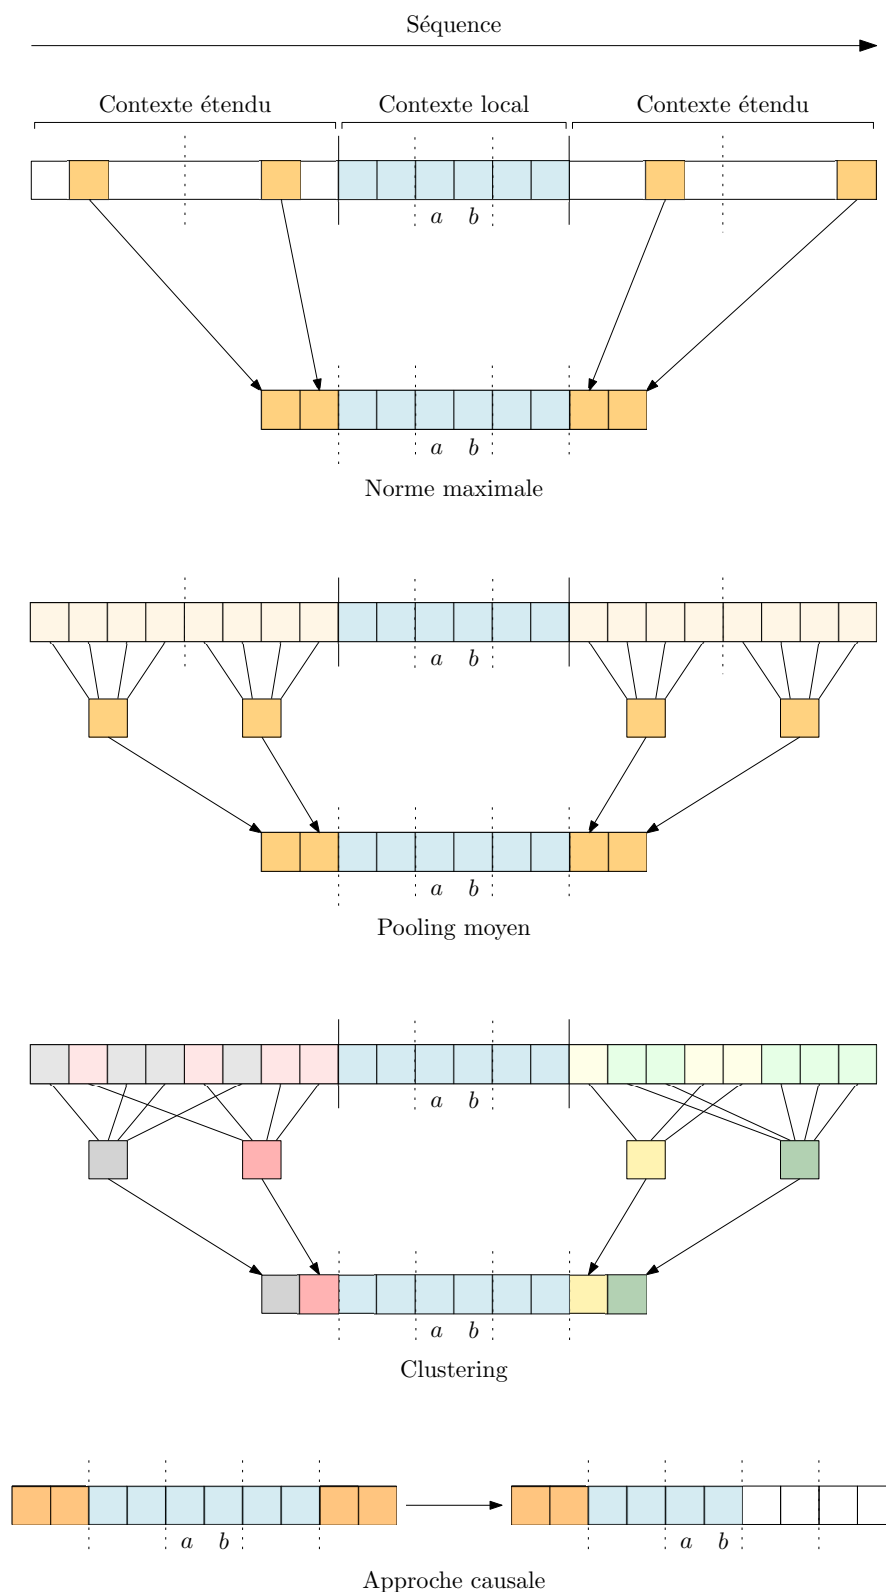 Séquence
Contexte étendu Contexte local Contexte étendu
a b
a b
Norme maximale
a b
a b
Pooling moyen
a b
a b
Clustering
a b a b
Approche causale